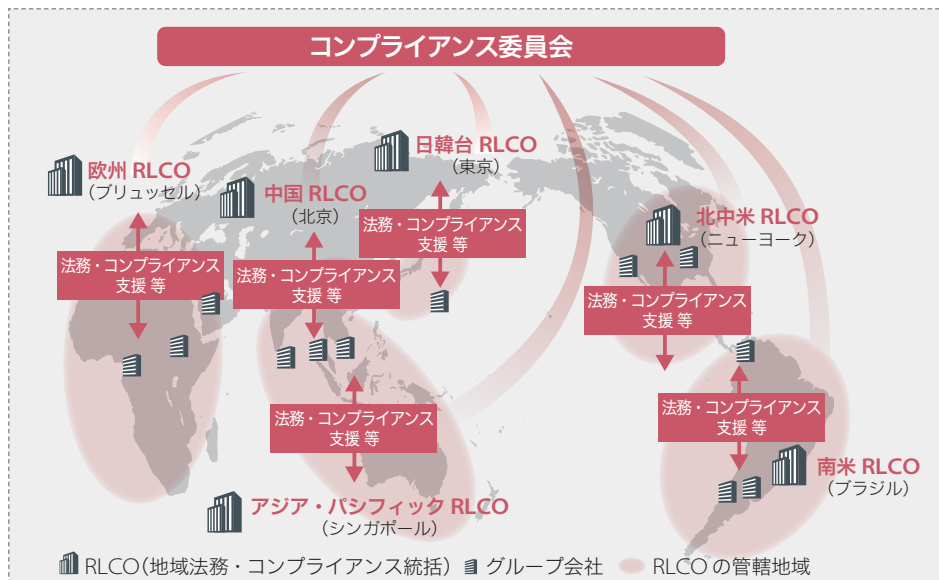 コンプライアンス委員会
日韓台 RLCO
(東京)
欧州 RLCO
(ブリュッセル)
中国 RLCO
(北京)
北中米 RLCO
(ニューヨーク)
法務・コンプライアンス
支援 等
法務・コンプライアンス
支援 等
法務・コンプライアンス
支援 等
法務・コンプライアンス
支援 等
法務・コンプライアンス
支援 等
法務・コンプライアンス
支援 等
南米 RLCO
(ブラジル)
アジア・パシフィック RLCO
(シンガポール)
RLCO(地域法務・コンプライアンス統括)
グループ会社
RLCO の管轄地域